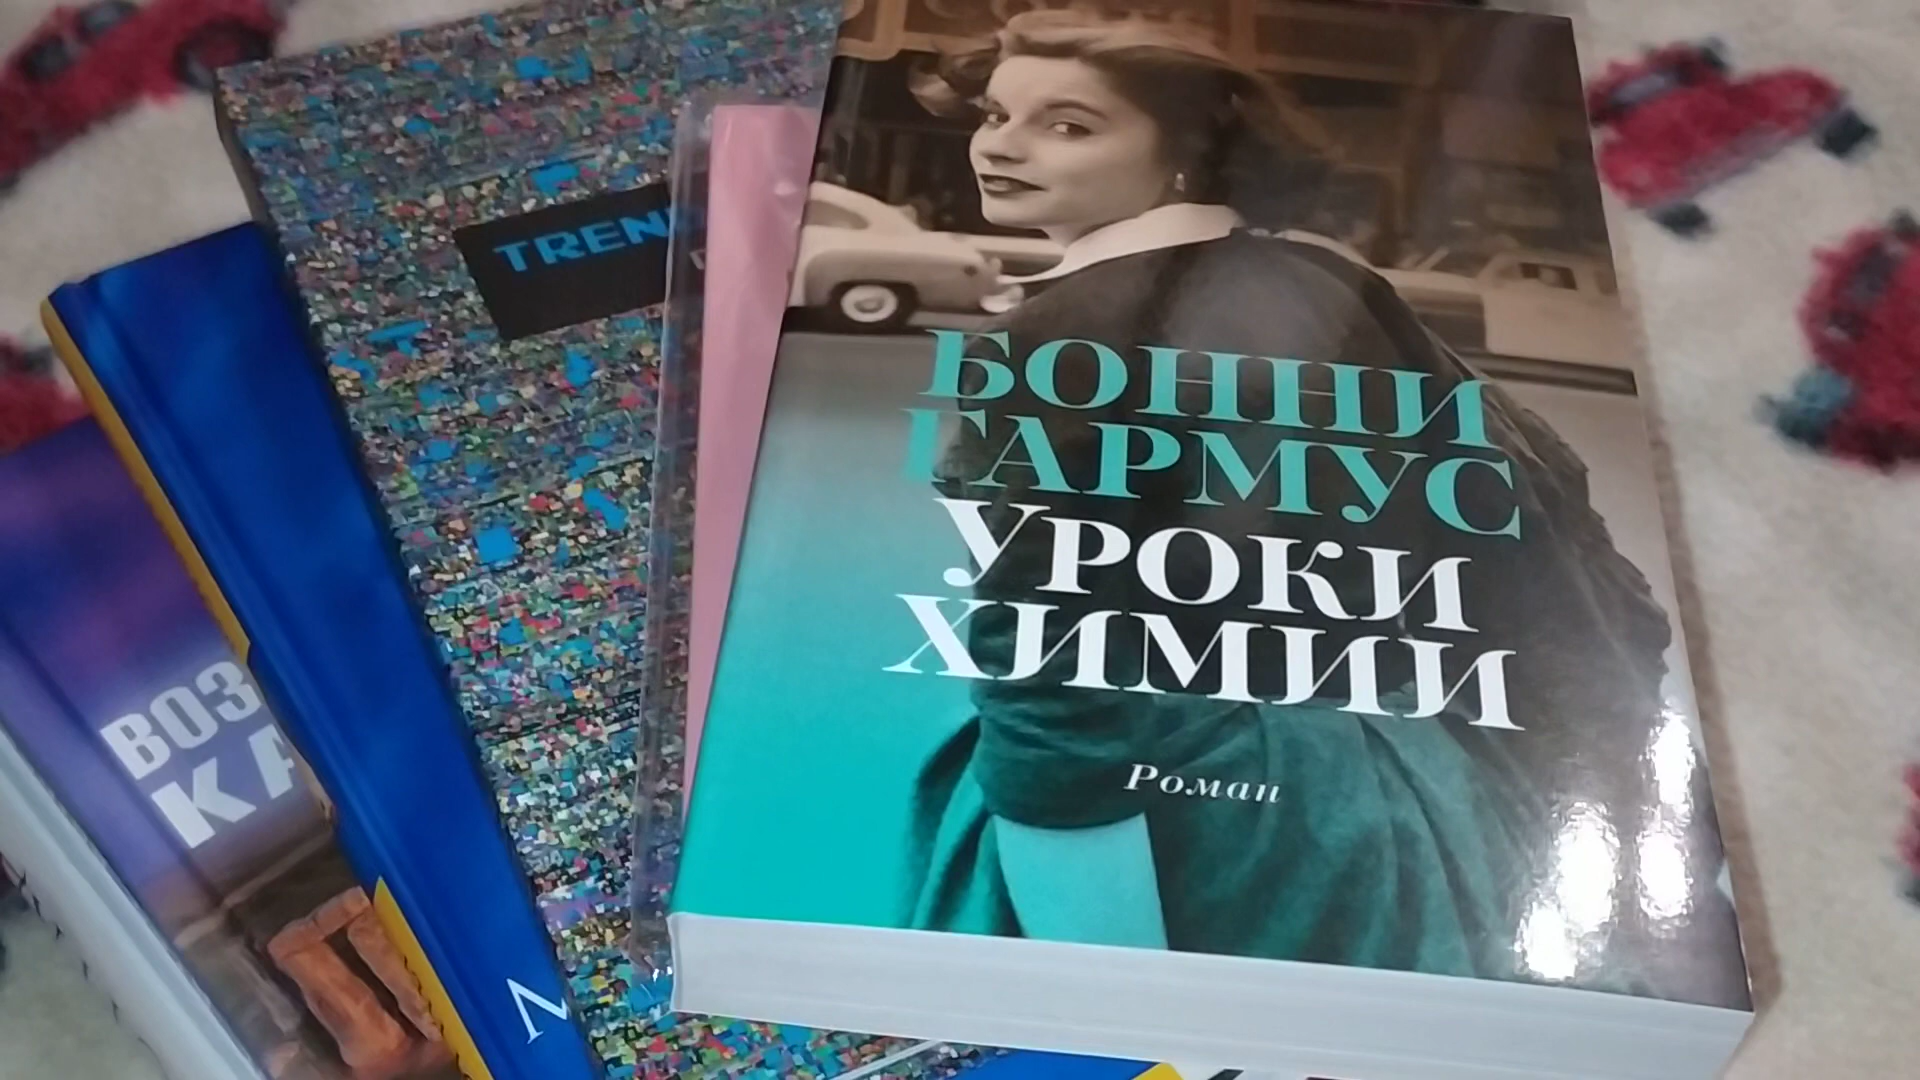 TREN
БОННИ
ГАРМУС
УРОКИ
ХИМИИ
Роман
ВОЗ
КА
М